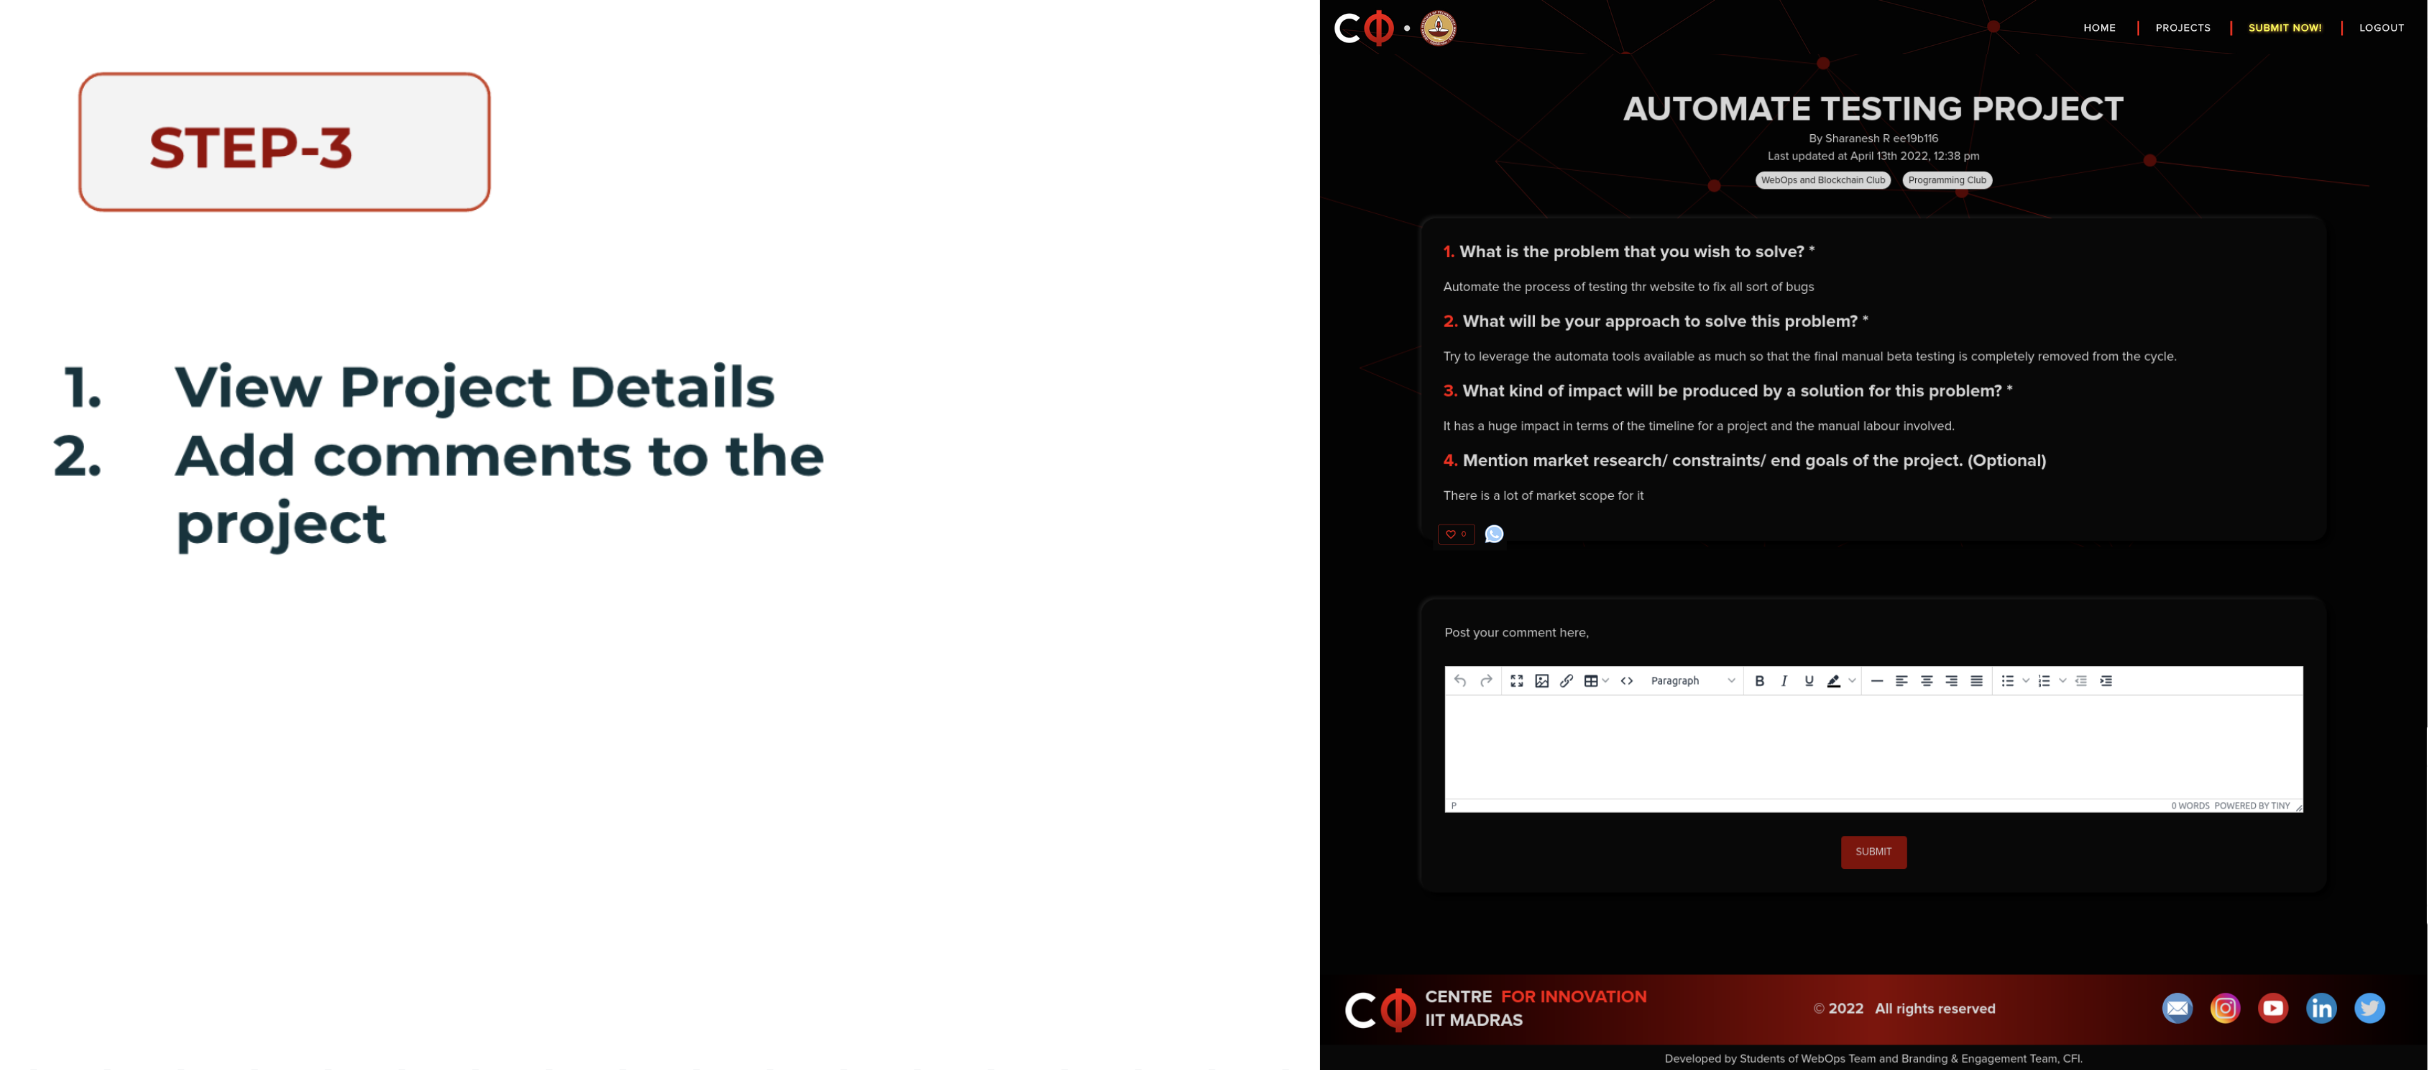 STEP-3
1. View Project Details
2. Add comments to the
project
HOME | PROJECTS | SUBMIT NOW! | LOGOUT
AUTOMATE TESTING PROJECT
By Sharanesh R ee19b116
Last updated at April 13th 2022, 12:38 pm
WebOps and Blockchain Club Programming Club
1. What is the problem that you wish to solve? *
Automate the process of testing thr website to fix all sort of bugs
2. What will be your approach to solve this problem? *
Try to leverage the automata tools available as much so that the final manual beta testing is completely removed from the cycle.
3. What kind of impact will be produced by a solution for this problem? *
It has a huge impact in terms of the timeline for a project and the manual labour involved.
4. Mention market research/ constraints/ end goals of the project. (Optional)
There is a lot of market scope for it
0
Post your comment here,
Paragraph B I U
P 0 WORDS POWERED BY TINY
SUBMIT
CENTRE FOR INNOVATION
IIT MADRAS
© 2022 All rights reserved
Developed by Students of WebOps Team and Branding & Engagement Team, CFI.